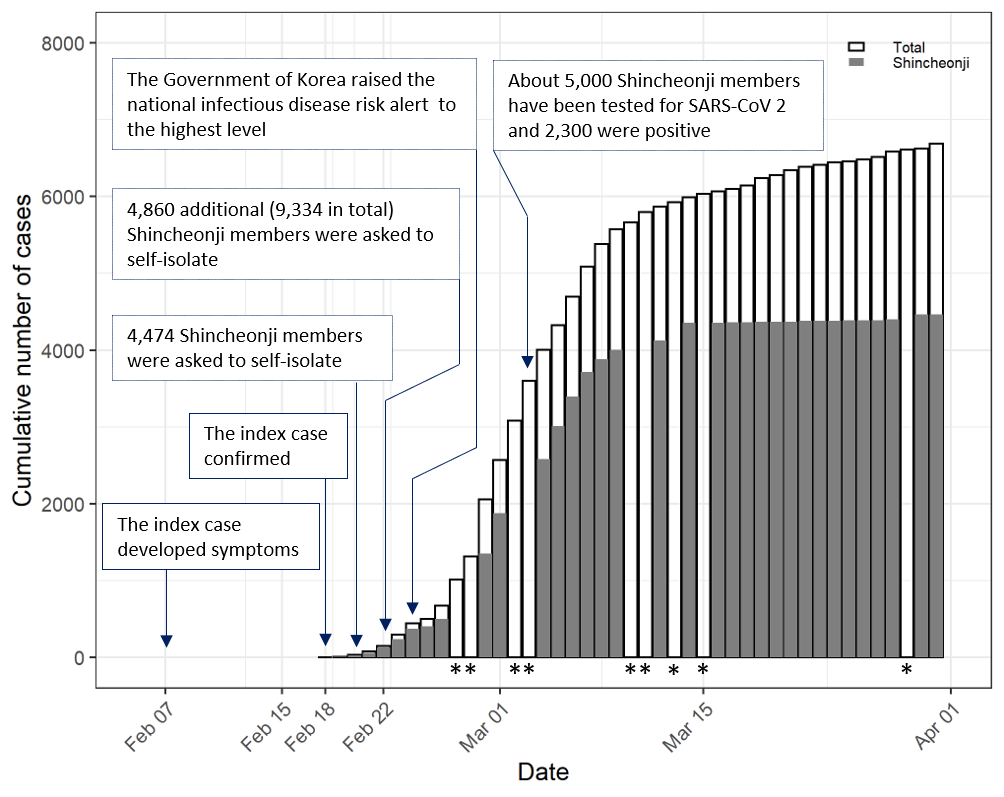 8000
6000
4000
2000
0
Cumulative number of cases
Total
Shincheonji
The Government of Korea raised the
national infectious disease risk alert to
the highest level
About 5,000 Shincheonji members
have been tested for SARS-CoV 2
and 2,300 were positive
4,860 additional (9,334 in total)
Shincheonji members were asked to
self-isolate
4,474 Shincheonji members
were asked to self-isolate
The index case
confirmed
The index case
developed symptoms
* * * * * * * * *
Feb 07
Feb 15
Feb 18
Feb 22
Mar 01
Mar 15
Apr 01
Date